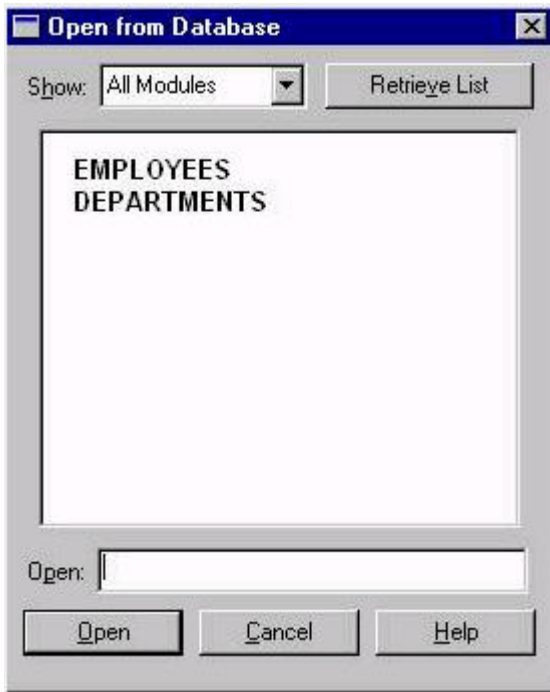 Open from Database
Show: All Modules Retrieve List
EMPLOYEES
DEPARTMENTS
Open:
Open Cancel Help